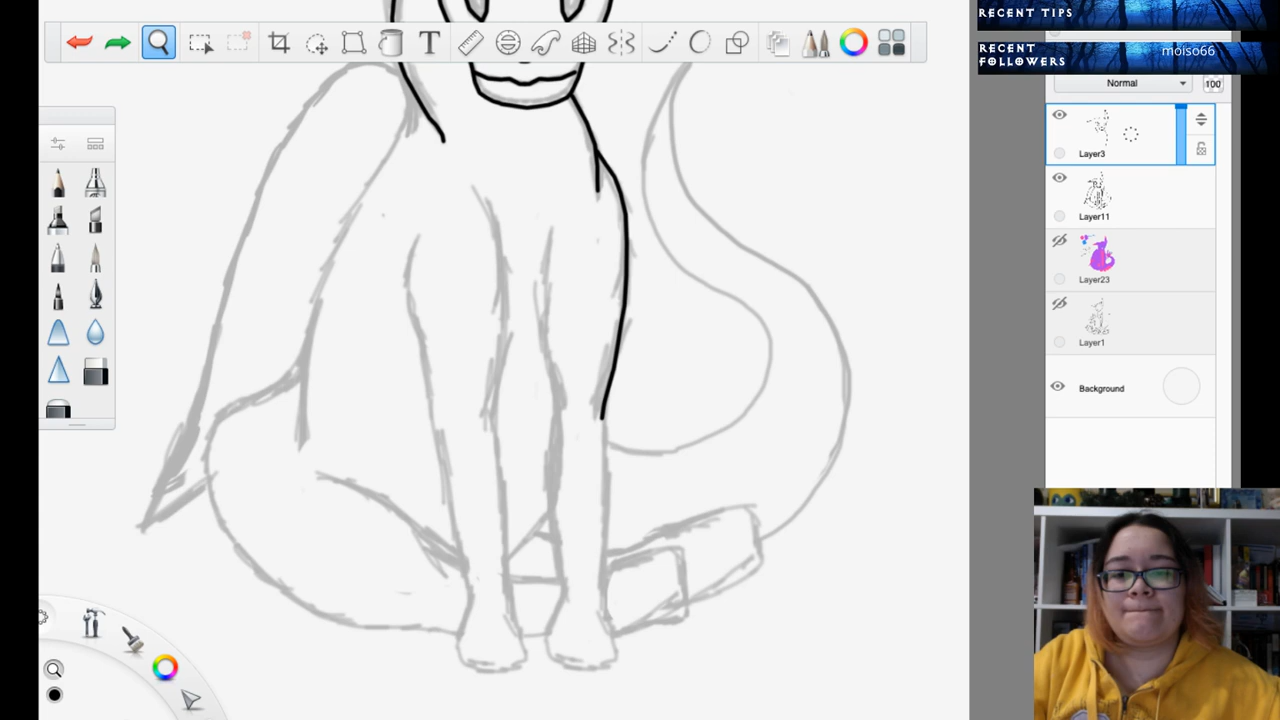 RECENT TIPS
RECENT
FOLLOWERS
moiso66
Normal
100
Layer3
Layer11
Layer23
Layer1
Background
T